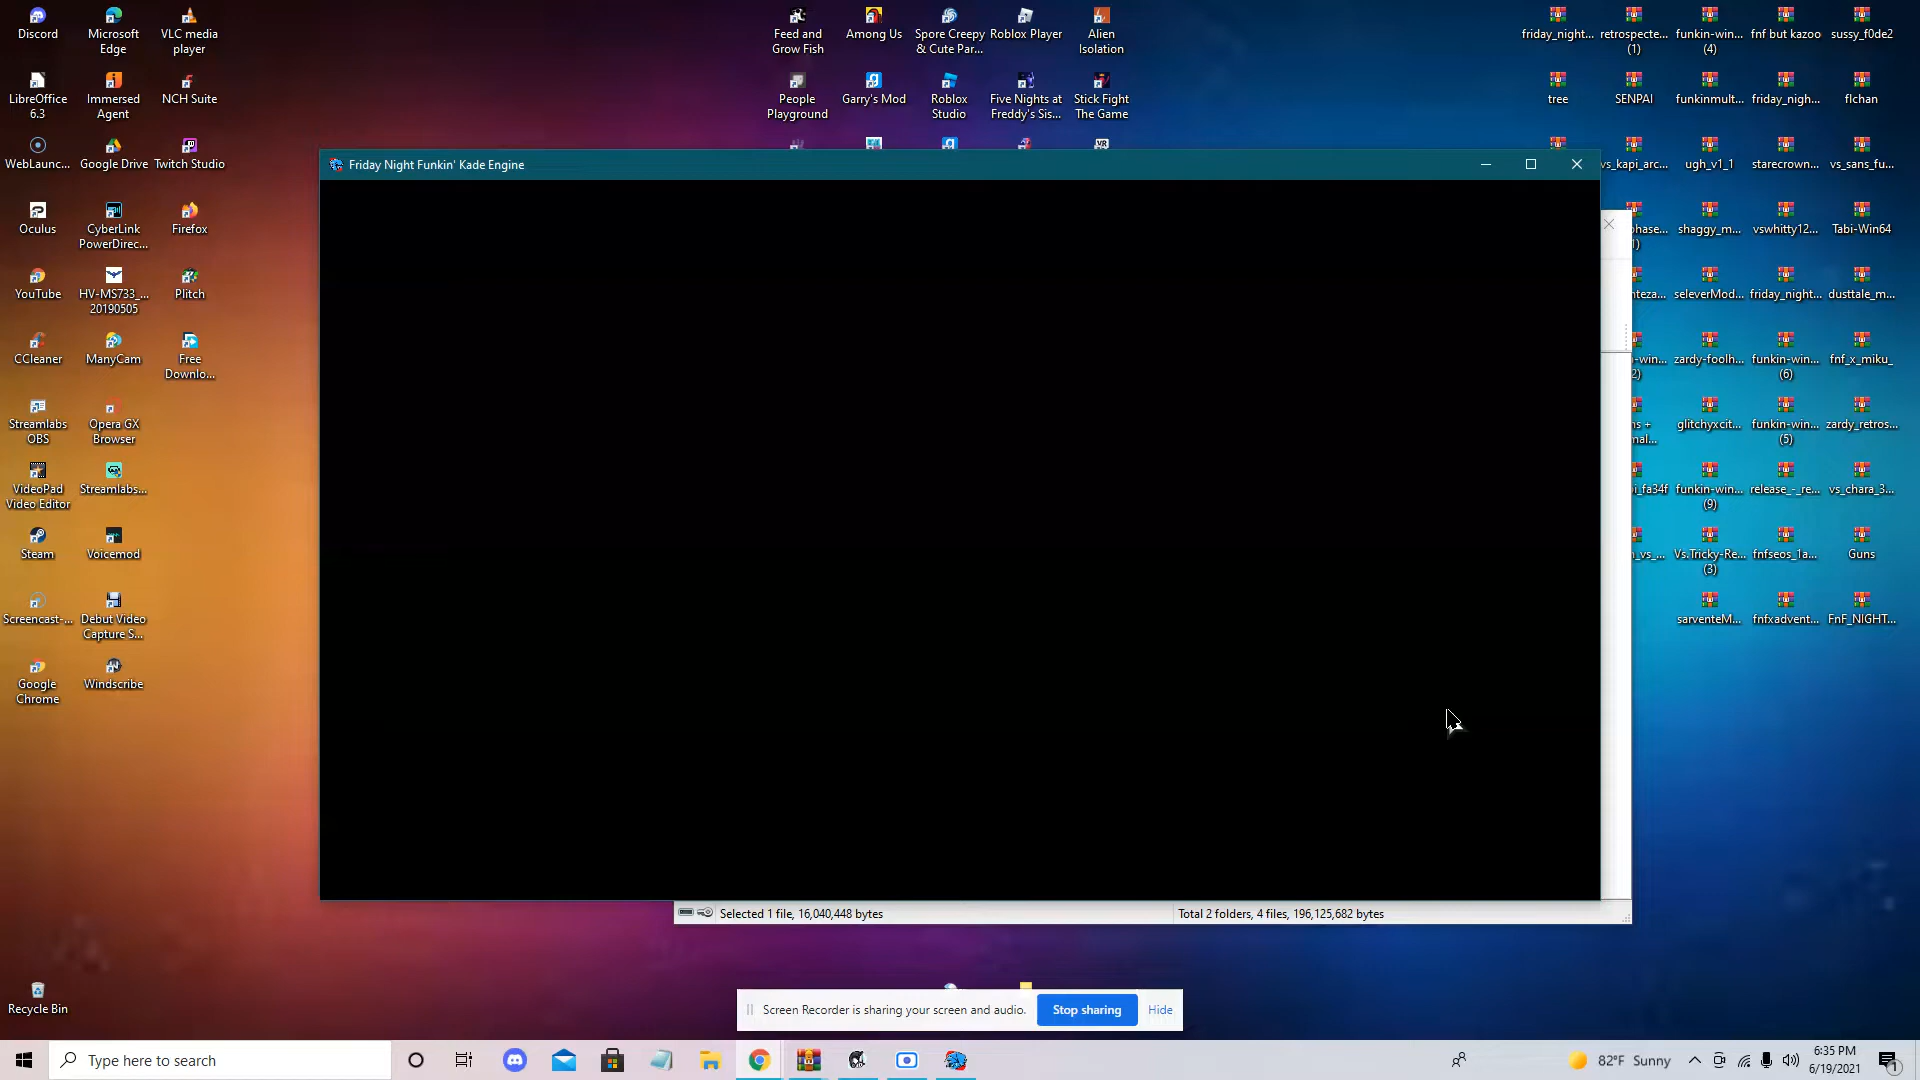 Discord
Microsoft Edge
VLC media player
Feed and Grow Fish
Among Us
Spore Creepy & Cute Par...
Roblox Player
Alien Isolation
friday_night...
retrospecte... (1)
funkin-win... (4)
fnf but kazoo
sussy_f0de2
LibreOffice 6.3
Immersed Agent
NCH Suite
People Playground
Garry's Mod
Roblox Studio
Five Nights at Freddy's Sis...
Stick Fight The Game
tree
SENPAI
funkinmult...
friday_nigh...
flchan
WebLaunc...
Google Drive
Twitch Studio
Friday Night Funkin' Kade Engine
vs_kapi_arc...
ugh_v1_1
starecrown...
vs_sans_fu...
Oculus
CyberLink PowerDirec...
Firefox
shaggy_m...
vswhitty12...
Tabi-Win64
YouTube
HV-MS733_... 20190505
Plitch
seleverMod...
friday_night...
dusttale_m...
CCleaner
ManyCam
Free Downlo...
zardy-foolh...
funkin-win... (6)
fnf_x_miku_
Streamlabs OBS
Opera GX Browser
glitchyxcit...
funkin-win... (5)
zardy_retros...
VideoPad Video Editor
Streamlabs...
funkin-win... (9)
release_-_re...
vs_chara_3...
Steam
Voicemod
Vs.Tricky-Re... (3)
fnfseos_1a...
Guns
Screencast-...
Debut Video Capture S...
sarventeM...
fnfxadvent...
FnF_NIGHT...
Google Chrome
Windscribe
Selected 1 file, 16,040,448 bytes
Total 2 folders, 4 files, 196,125,682 bytes
Recycle Bin
Screen Recorder is sharing your screen and audio.
Stop sharing
Hide
Type here to search
82°F Sunny
6:35 PM
6/19/2021
1